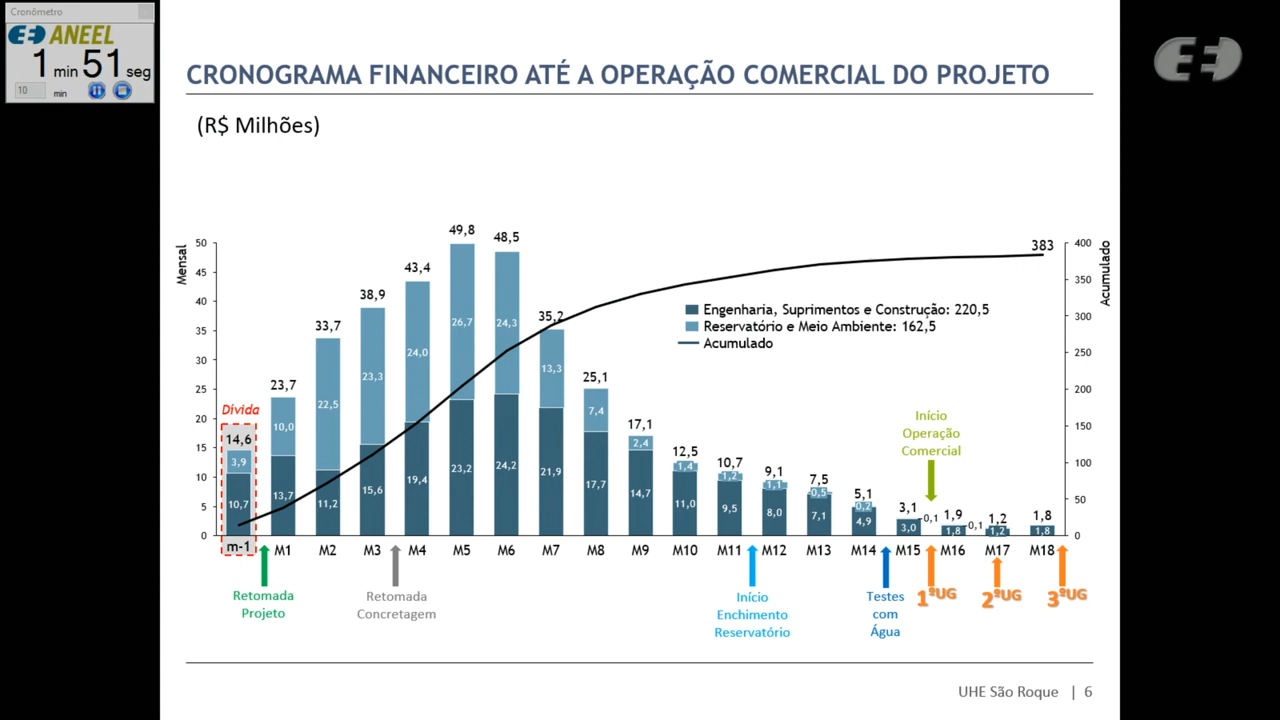 Cronômetro
ANEEL
1 min 51 seg
10 min
CRONOGRAMA FINANCEIRO ATÉ A OPERAÇÃO COMERCIAL DO PROJETO
(R$ Milhões)
Mensal
Acumulado
50
45
40
35
30
25
20
15
10
5
0
400
350
300
250
200
150
100
50
0
Engenharia, Suprimentos e Construção: 220,5
Reservatório e Meio Ambiente: 162,5
Acumulado
383
Dívida
14,6
3,9
10,7
m-1
23,7
10,0
13,7
M1
33,7
22,5
11,2
M2
38,9
23,3
15,6
M3
43,4
24,0
19,4
M4
49,8
26,7
23,2
M5
48,5
24,3
24,2
M6
35,2
13,3
21,9
M7
25,1
7,4
17,7
M8
17,1
2,4
14,7
M9
12,5
1,4
11,0
M10
10,7
1,2
9,5
M11
9,1
1,1
8,0
M12
7,5
0,5
7,1
M13
5,1
0,2
4,9
M14
3,1
0,1
3,0
M15
1,9
0,1
1,8
M16
1,2
1,2
M17
1,8
1,8
M18
Início
Operação
Comercial
Retomada
Projeto
Retomada
Concretagem
Início
Enchimento
Reservatório
Testes
com
Água
1ºUG
2ºUG
3ºUG
UHE São Roque | 6